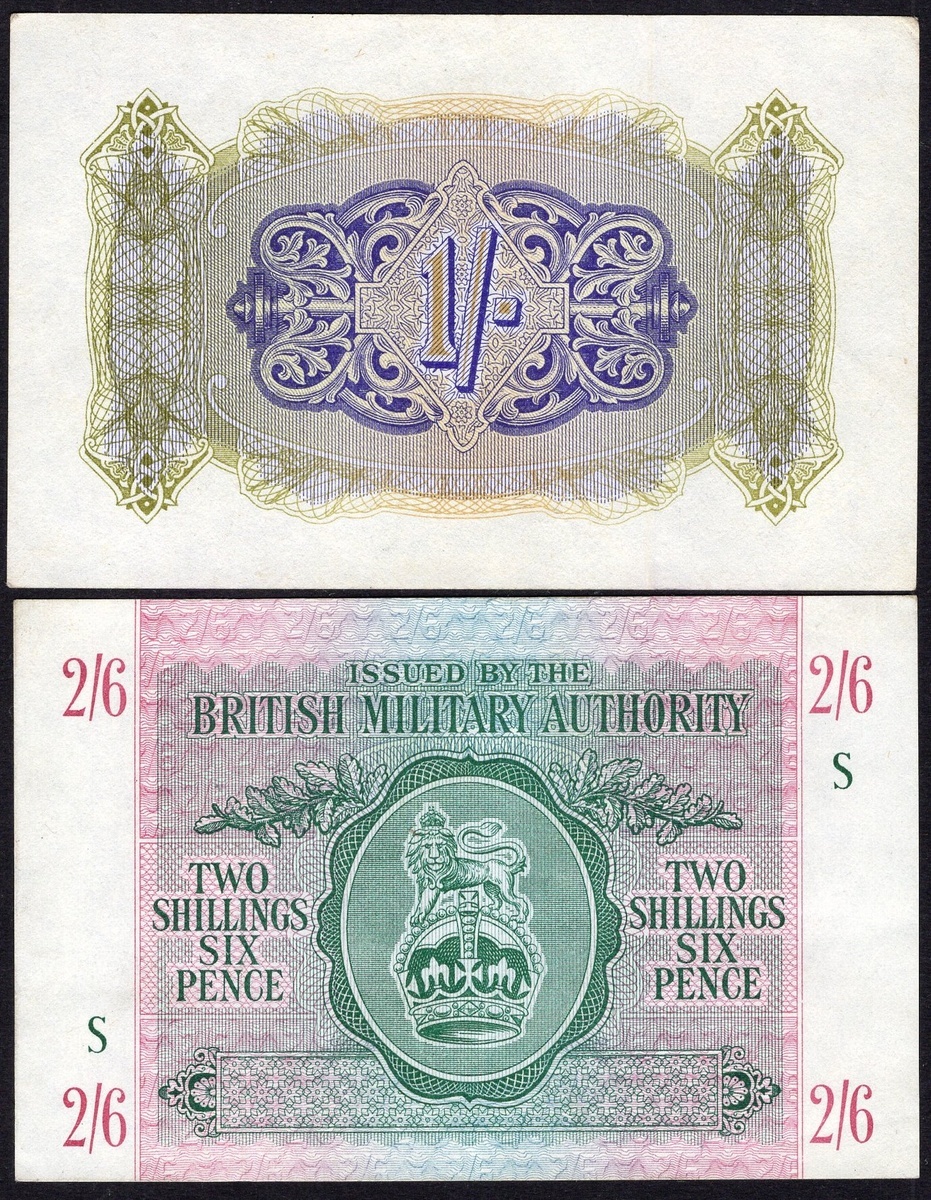 1/-
2/6
2/6
ISSUED BY THE
BRITISH MILITARY AUTHORITY
S
TWO
SHILLINGS
SIX
PENCE
TWO
SHILLINGS
SIX
PENCE
S
2/6
2/6